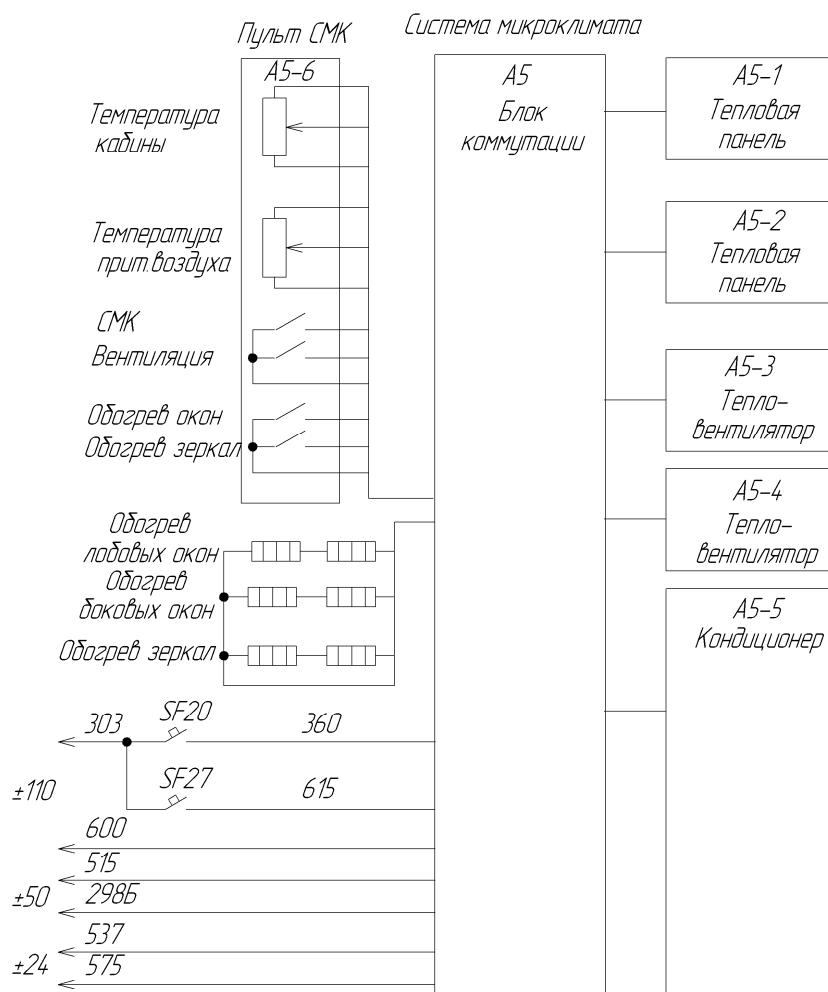 Пульт СМК
Система микроклимата
А5-6
Температура
кабины
Температура
прит.воздуха
СМК
Вентиляция
Обогрев окон
Обогрев зеркал
Обогрев
лобовых окон
Обогрев
боковых окон
Обогрев зеркал
А5
Блок
коммутации
А5-1
Тепловая
панель
А5-2
Тепловая
панель
А5-3
Тепло-
вентилятор
А5-4
Тепло-
вентилятор
А5-5
Кондиционер
303
SF20
360
±110
SF27
615
600
515
±50
298Б
537
±24
575